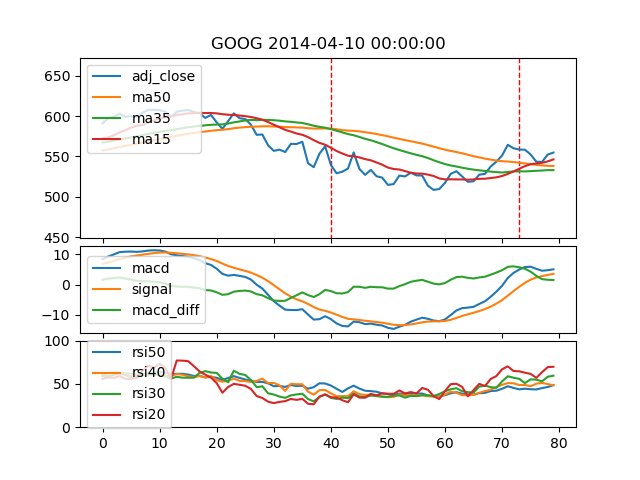 GOOG 2014-04-10 00:00:00
650
600
550
500
450
adj_close
ma50
ma35
ma15
10
0
−10
macd
signal
macd_diff
100
50
0
rsi50
rsi40
rsi30
rsi20
0 10 20 30 40 50 60 70 80